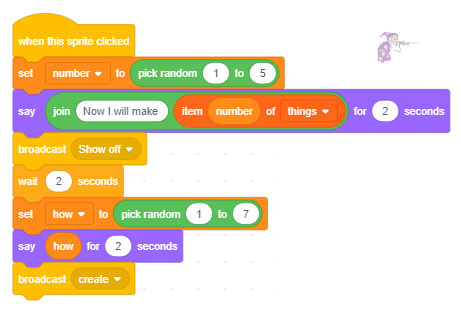 when this sprite clicked
set number to pick random 1 to 5
say join Now I will make item number of things for 2 seconds
broadcast Show off
wait 2 seconds
set how to pick random 1 to 7
say how for 2 seconds
broadcast create